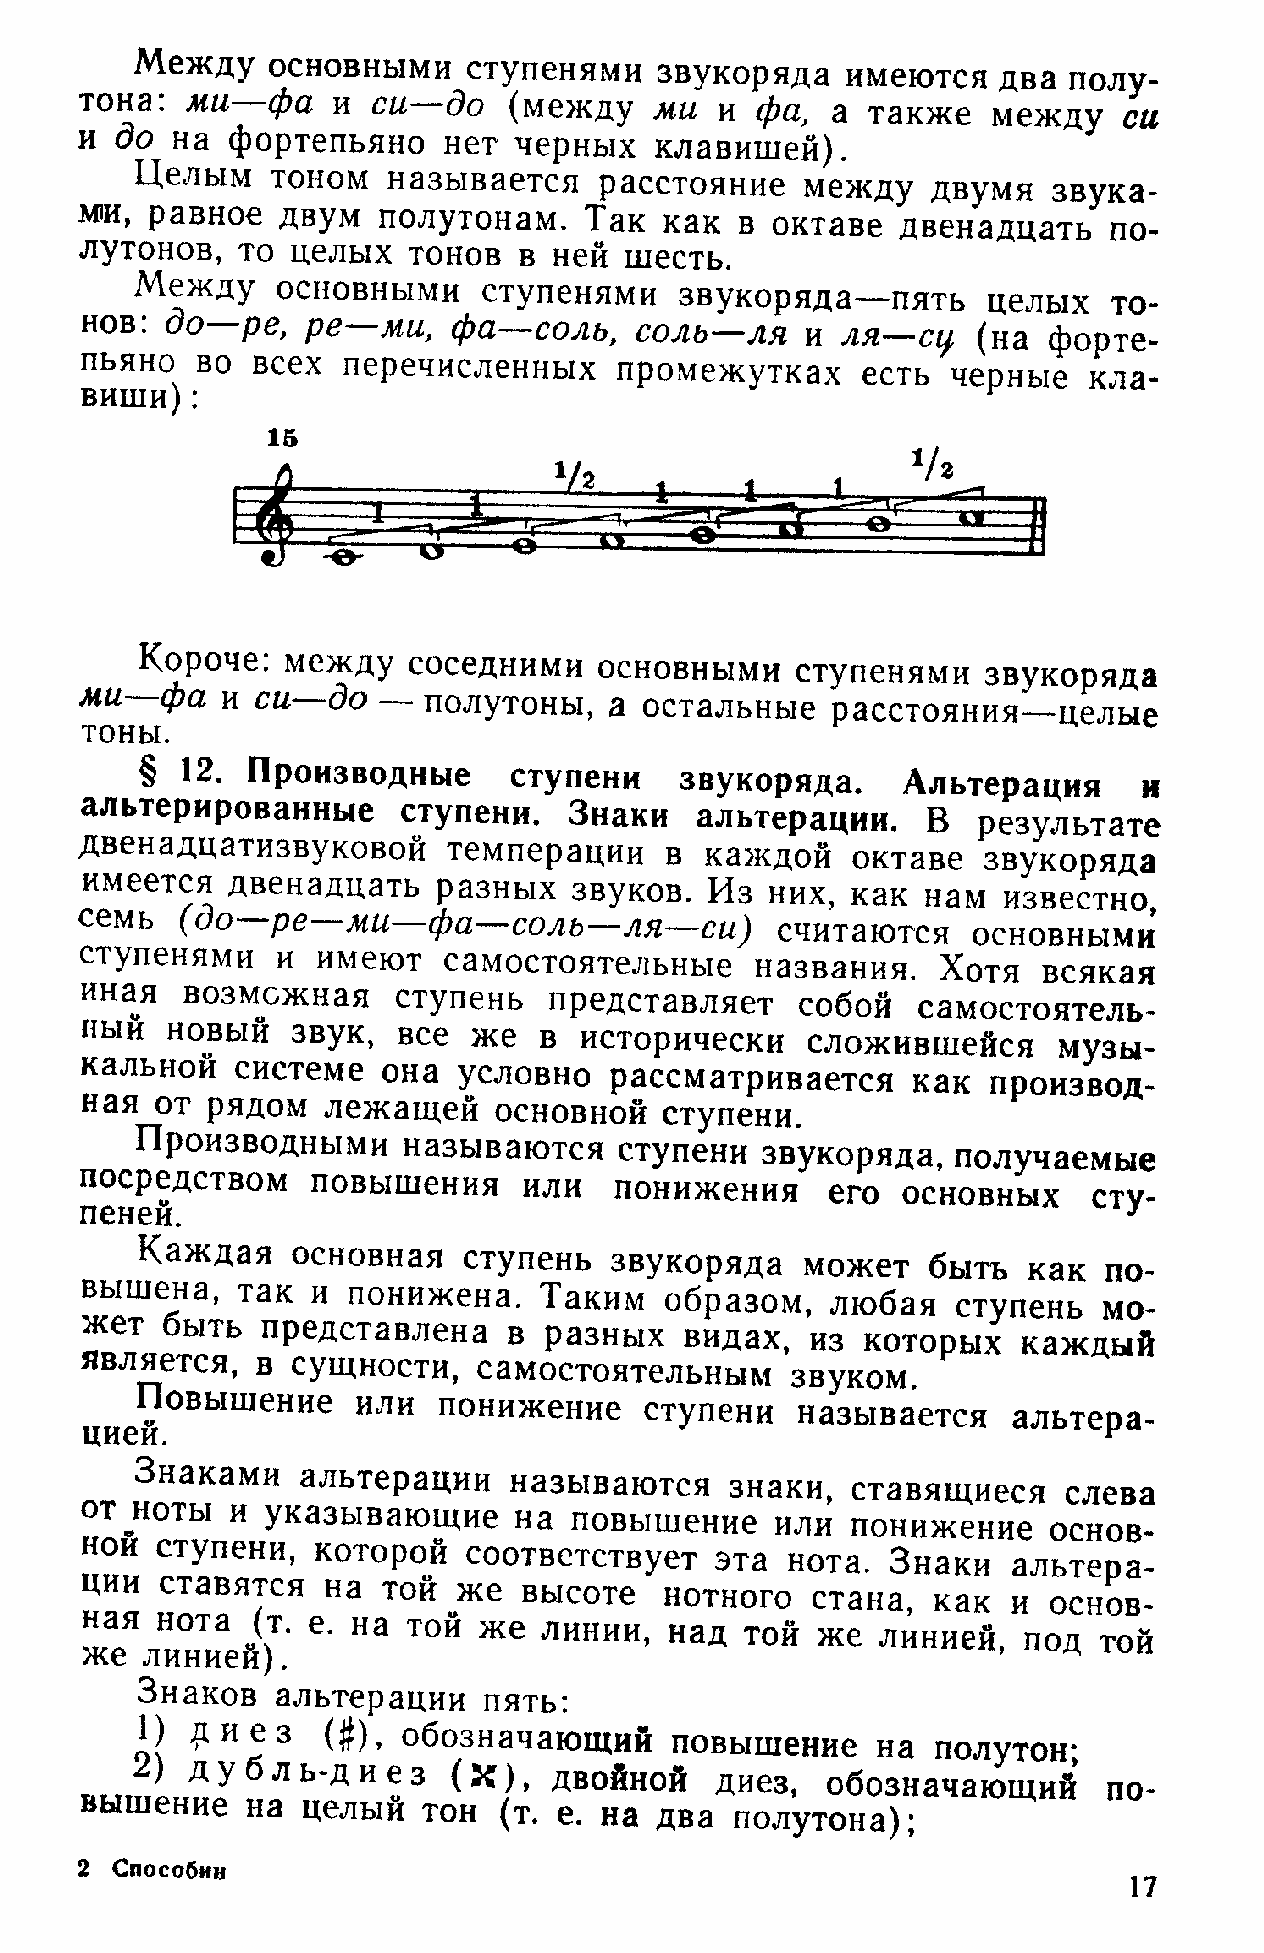 Между основными ступенями звукоряда имеются два полу-
тона: ми—фа и си—до (между ми и фа, а также между си
и до на фортепьяно нет черных клавишей).
Целым тоном называется расстояние между двумя звука-
ми, равное двум полутонам. Так как в октаве двенадцать по-
лутонов, то целых тонов в ней шесть.
Между основными ступенями звукоряда—пять целых то-
нов: до—ре, ре—ми, фа—соль, соль—ля и ля—си (на форте-
пьяно во всех перечисленных промежутках есть черные кла-
виши):
15
1 1 1/2 1 1 1 1/2
Короче: между соседними основными ступенями звукоряда
ми—фа и си—до — полутоны, а остальные расстояния—целые
тоны.
§ 12. Производные ступени звукоряда. Альтерация и
альтерированные ступени. Знаки альтерации. В результате
двенадцатизвуковой темперации в каждой октаве звукоряда
имеется двенадцать разных звуков. Из них, как нам известно,
семь (до—ре—ми—фа—соль—ля—си) считаются основными
ступенями и имеют самостоятельные названия. Хотя всякая
иная возможная ступень представляет собой самостоятель-
ный новый звук, все же в исторически сложившейся музы-
кальной системе она условно рассматривается как производ-
ная от рядом лежащей основной ступени.
Производными называются ступени звукоряда, получаемые
посредством повышения или понижения его основных сту-
пеней.
Каждая основная ступень звукоряда может быть как по-
вышена, так и понижена. Таким образом, любая ступень мо-
жет быть представлена в разных видах, из которых каждый
является, в сущности, самостоятельным звуком.
Повышение или понижение ступени называется альтера-
цией.
Знаками альтерации называются знаки, ставящиеся слева
от ноты и указывающие на повышение или понижение основ-
ной ступени, которой соответствует эта нота. Знаки альтера-
ции ставятся на той же высоте нотного стана, как и основ-
ная нота (т. е. на той же линии, над той же линией, под той
же линией).
Знаков альтерации пять:
1) диез (♯), обозначающий повышение на полутон;
2) дубль-диез (𝄪), двойной диез, обозначающий по-
вышение на целый тон (т. е. на два полутона);
2 Способин
17